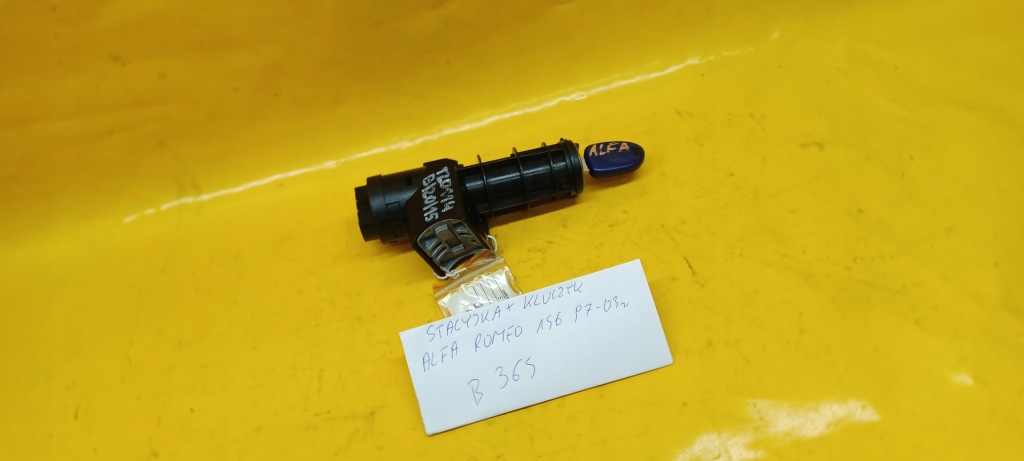 ALFA
STACYJKA + KLUCZYK
ALFA ROMEO 156 97-03r
B 365